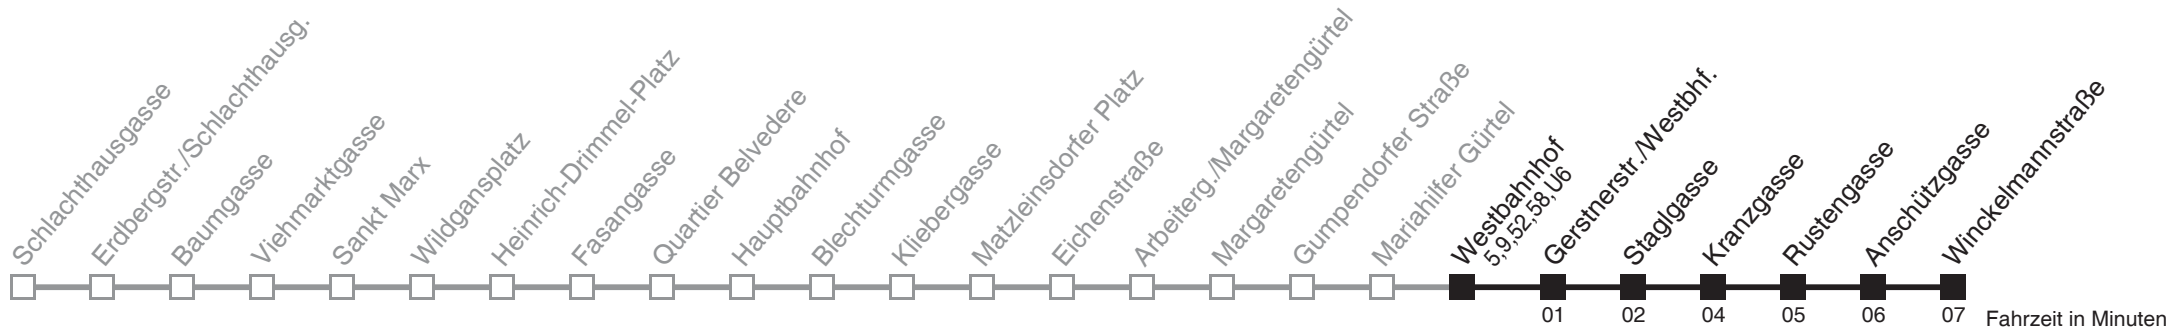 Schlachthausgasse
Erdbergstr./Schlachthausg.
Baumgasse
Viehmarktgasse
Sankt Marx
Wildgansplatz
Heinrich-Drimmel-Platz
Fasangasse
Quartier Belvedere
Hauptbahnhof
Blechturmgasse
Kliebergasse
Matzleinsdorfer Platz
Eichenstraße
Arbeiterg./Margaretengürtel
Margaretengürtel
Gumpendorfer Straße
Mariahilfer Gürtel
Westbahnhof
5,9,52,58,U6
Gerstnerstr./Westbhf.
Staglgasse
Kranzgasse
Rustengasse
Anschützgasse
Winckelmannstraße
01 02 04 05 06 07 Fahrzeit in Minuten